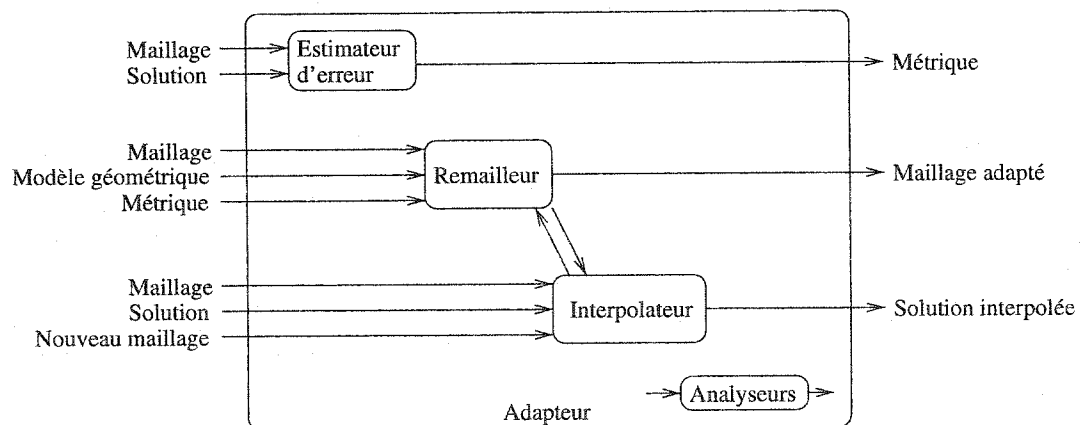 Maillage
Solution
Estimateur
d'erreur
Métrique
Maillage
Modèle géométrique
Métrique
Remailleur
Maillage adapté
Maillage
Solution
Nouveau maillage
Interpolateur
Solution interpolée
Analyseurs
Adapteur